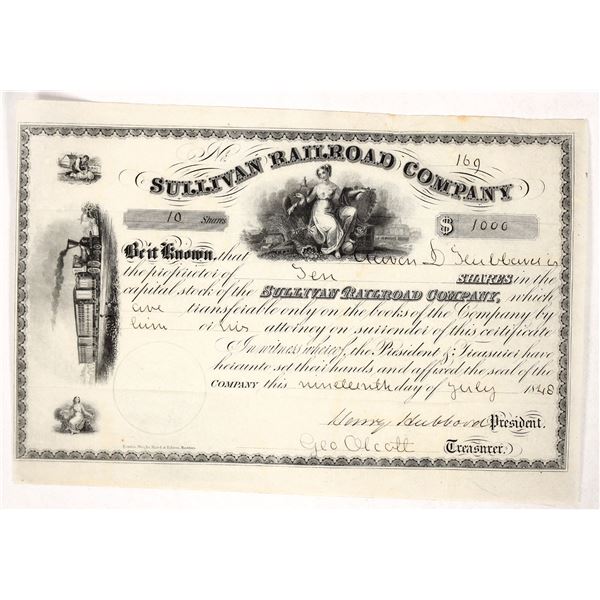 No. 169
SULLIVAN RAILROAD COMPANY
10 Shares
$ 1000
Be it Known, that Aaron D. Hubbard is
the proprietor of Ten SHARES in the
capital stock of the SULLIVAN RAILROAD COMPANY, which
are transferable only on the books of the Company by
him or his attorney on surrender of this certificate
In witness whereof, the President & Treasurer have
hereunto set their hands and affixed the seal of the
COMPANY this nineteenth day of July 1848
Henry Hubbard President.
Geo Olcott Treasurer.